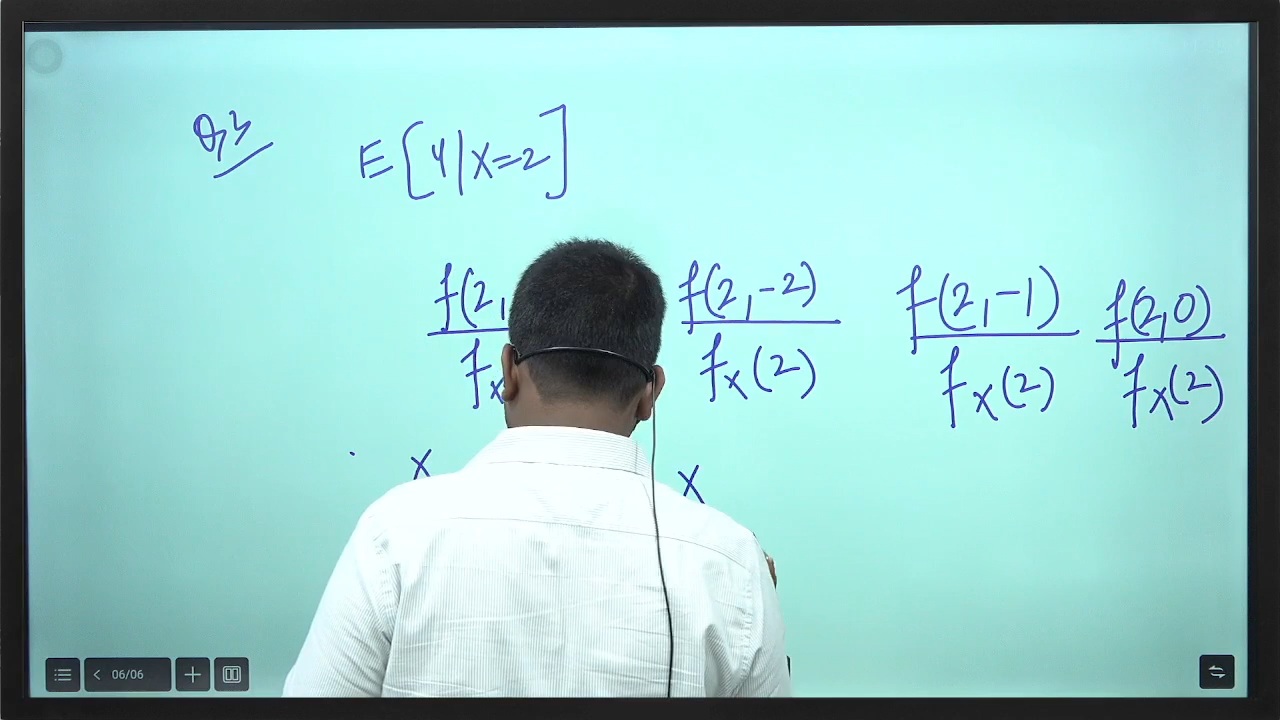 Q3
E[Y|X=2]
f(2, f(2,-2) f(2,-1) f(2,0)
fx fx(2) fx(2) fx(2)
x x
06/06